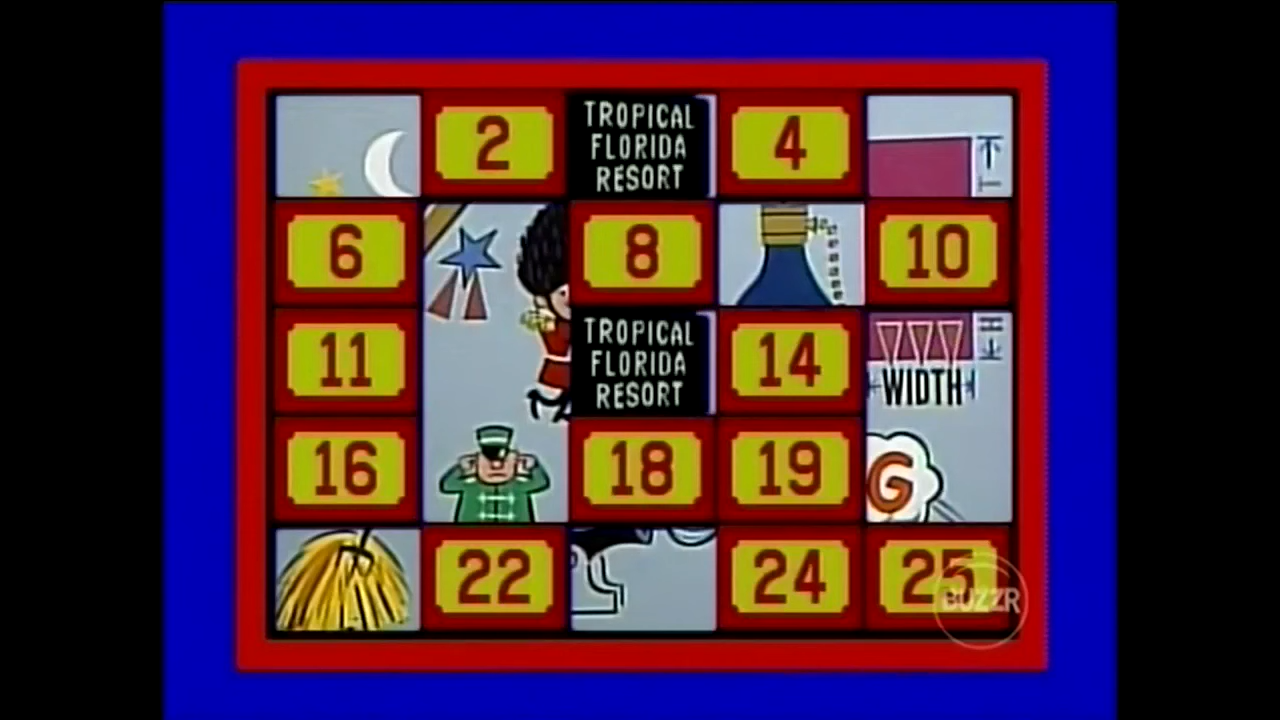 2
TROPICAL
FLORIDA
RESORT
4
6
8
10
11
TROPICAL
FLORIDA
RESORT
14
WIDTH
16
18
19
G
22
24
25
BUZZR